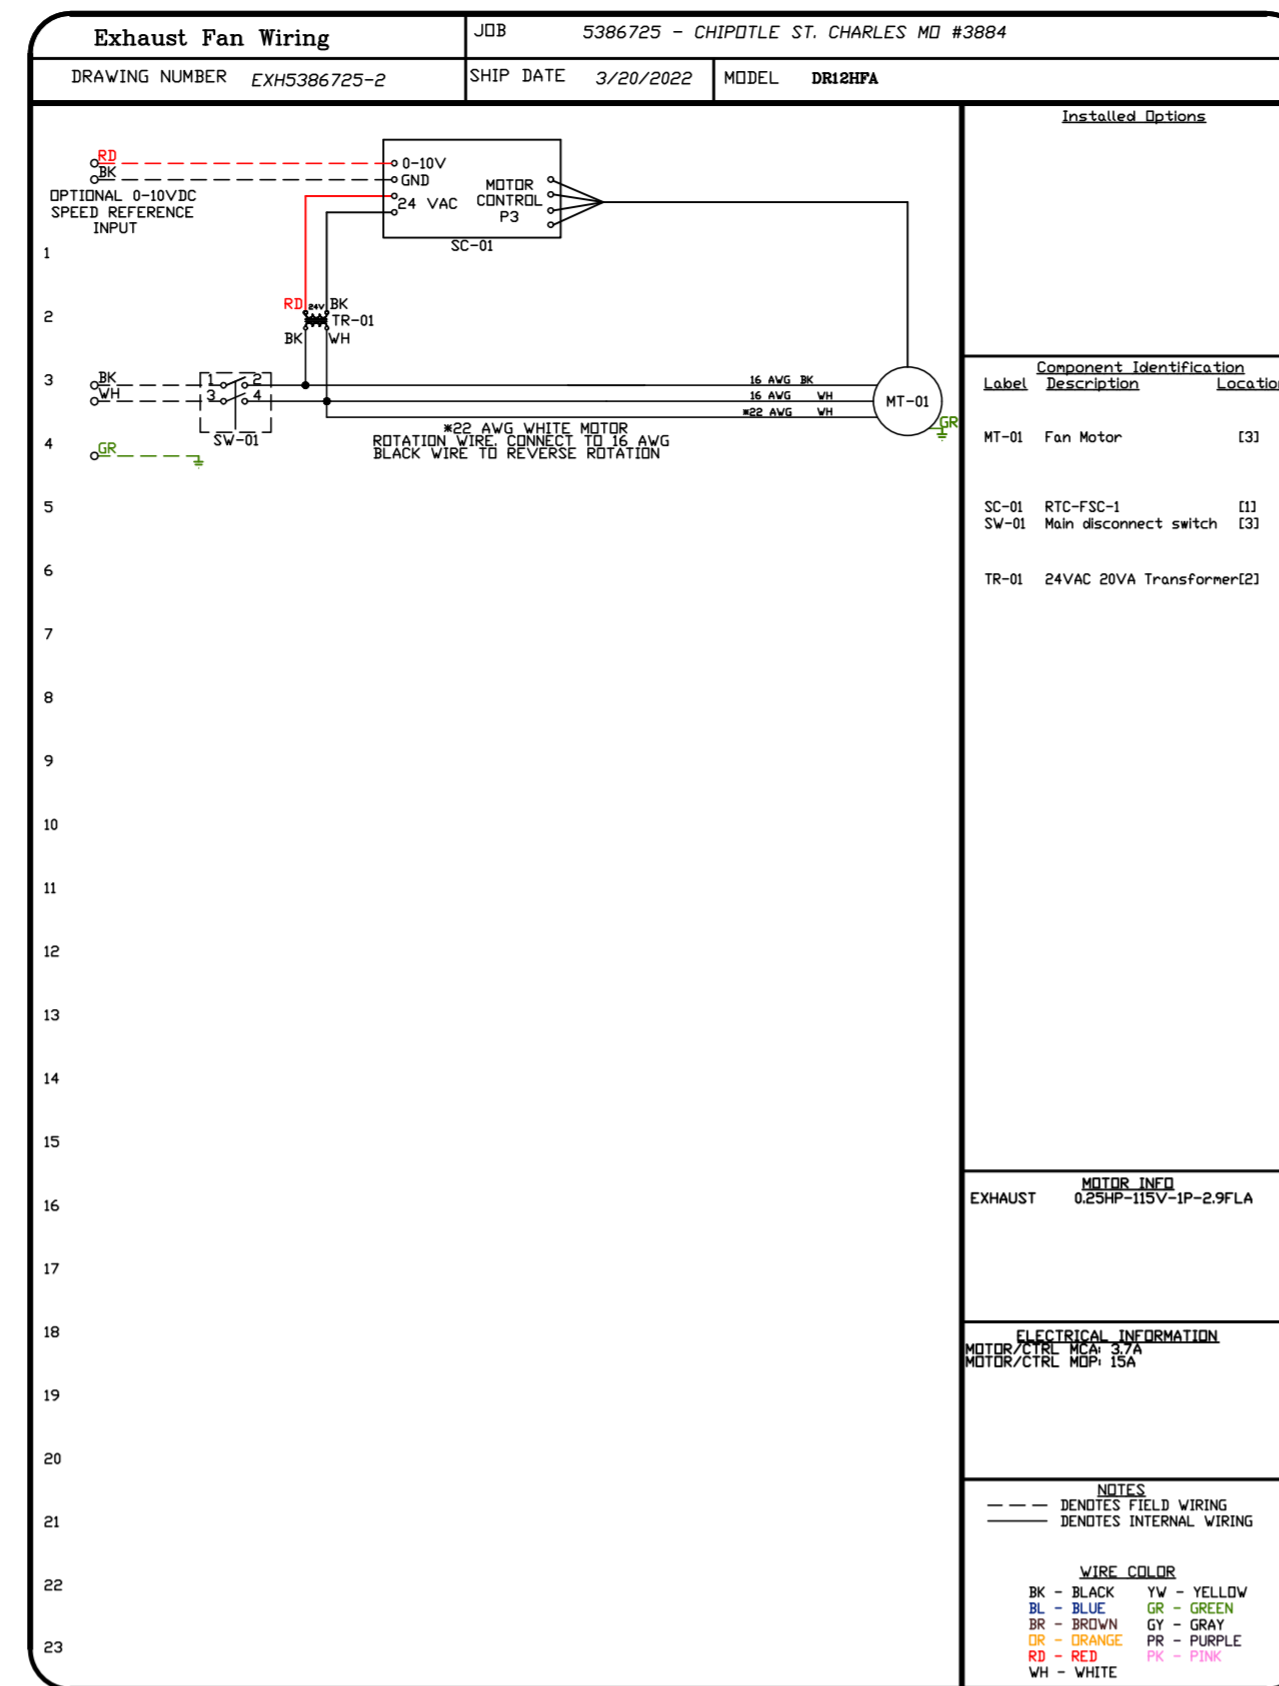 Exhaust Fan Wiring
JOB 5386725 - CHIPOTLE ST. CHARLES MO #3884
DRAWING NUMBER EXH5386725-2
SHIP DATE 3/20/2022
MODEL DR12HFA
Installed Options
RD
BK
OPTIONAL 0-10VDC
SPEED REFERENCE
INPUT
0-10V
GND
24 VAC
MOTOR
CONTROL
P3
SC-01
RD 24V BK
TR-01
BK WH
BK
WH
1 2
3 4
SW-01
GR
16 AWG BK
16 AWG WH
*22 AWG WH
MT-01
GR
*22 AWG WHITE MOTOR
ROTATION WIRE. CONNECT TO 16 AWG
BLACK WIRE TO REVERSE ROTATION
1
2
3
4
5
6
7
8
9
10
11
12
13
14
15
16
17
18
19
20
21
22
23
Component Identification
Label Description Location
MT-01 Fan Motor [3]
SC-01 RTC-FSC-1 [1]
SW-01 Main disconnect switch [3]
TR-01 24VAC 20VA Transformer[2]
MOTOR INFO
EXHAUST 0.25HP-115V-1P-2.9FLA
ELECTRICAL INFORMATION
MOTOR/CTRL MCA: 3.7A
MOTOR/CTRL MOP: 15A
NOTES
DENOTES FIELD WIRING
DENOTES INTERNAL WIRING
WIRE COLOR
BK - BLACK YW - YELLOW
BL - BLUE GR - GREEN
BR - BROWN GY - GRAY
OR - ORANGE PR - PURPLE
RD - RED PK - PINK
WH - WHITE